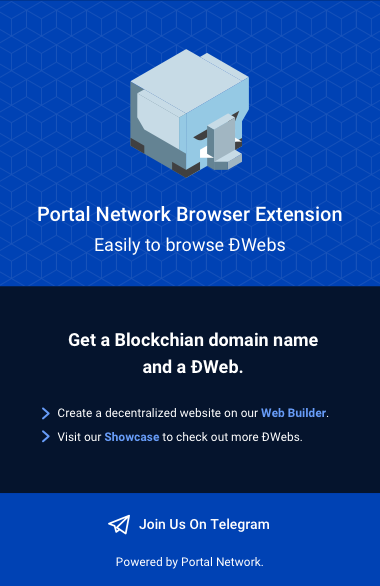 Portal Network Browser Extension
Easily to browse ĐWebs
Get a Blockchian domain name
and a ĐWeb.
Create a decentralized website on our Web Builder.
Visit our Showcase to check out more ĐWebs.
Join Us On Telegram
Powered by Portal Network.